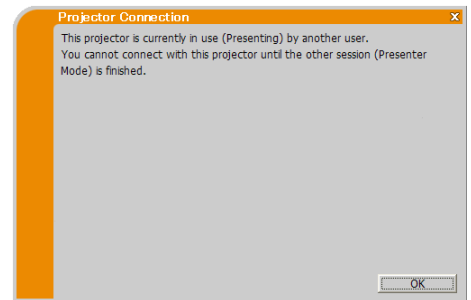 Projector Connection X
This projector is currently in use (Presenting) by another user.
You cannot connect with this projector until the other session (Presenter
Mode) is finished.
OK